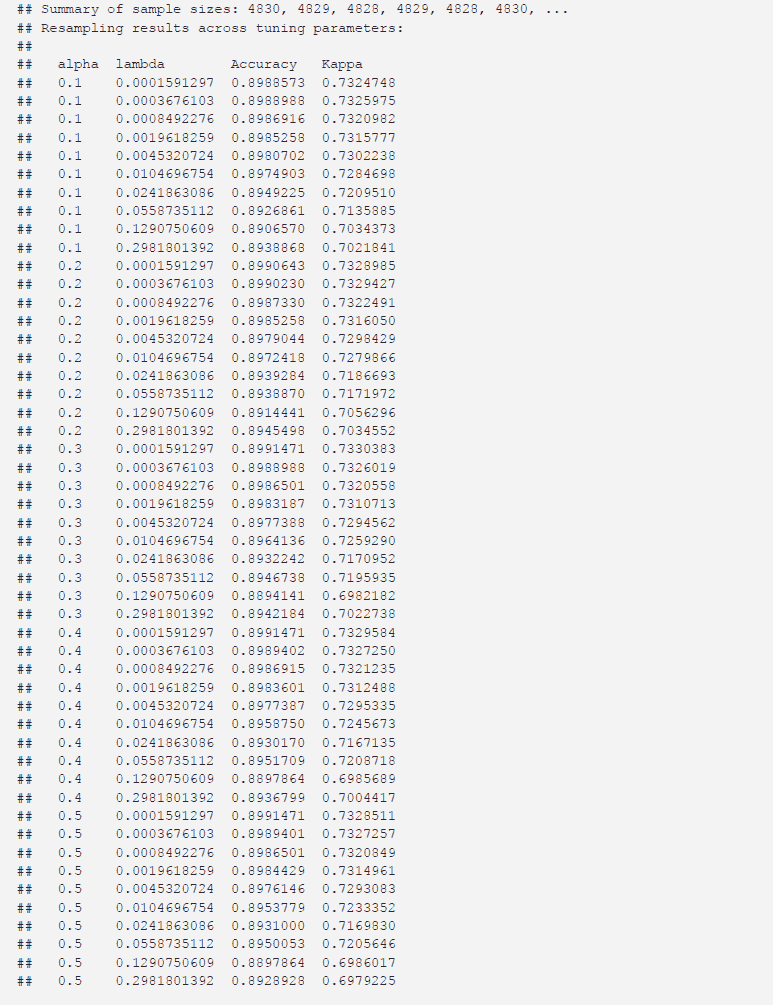 ## Summary of sample sizes: 4830, 4829, 4828, 4829, 4828, 4830, ...
## Resampling results across tuning parameters:
##
## alpha lambda Accuracy Kappa
## 0.1 0.0001591297 0.8988573 0.7324748
## 0.1 0.0003676103 0.8988988 0.7325975
## 0.1 0.0008492276 0.8986916 0.7320982
## 0.1 0.0019618259 0.8985258 0.7315777
## 0.1 0.0045320724 0.8980702 0.7302238
## 0.1 0.0104696754 0.8974903 0.7284698
## 0.1 0.0241863086 0.8949225 0.7209510
## 0.1 0.0558735112 0.8926861 0.7135885
## 0.1 0.1290750609 0.8906570 0.7034373
## 0.1 0.2981801392 0.8938868 0.7021841
## 0.2 0.0001591297 0.8990643 0.7328985
## 0.2 0.0003676103 0.8990230 0.7329427
## 0.2 0.0008492276 0.8987330 0.7322491
## 0.2 0.0019618259 0.8985258 0.7316050
## 0.2 0.0045320724 0.8979044 0.7298429
## 0.2 0.0104696754 0.8972418 0.7279866
## 0.2 0.0241863086 0.8939284 0.7186693
## 0.2 0.0558735112 0.8938870 0.7171972
## 0.2 0.1290750609 0.8914441 0.7056296
## 0.2 0.2981801392 0.8945498 0.7034552
## 0.3 0.0001591297 0.8991471 0.7330383
## 0.3 0.0003676103 0.8988988 0.7326019
## 0.3 0.0008492276 0.8986501 0.7320558
## 0.3 0.0019618259 0.8983187 0.7310713
## 0.3 0.0045320724 0.8977388 0.7294562
## 0.3 0.0104696754 0.8964136 0.7259290
## 0.3 0.0241863086 0.8932242 0.7170952
## 0.3 0.0558735112 0.8946738 0.7195935
## 0.3 0.1290750609 0.8894141 0.6982182
## 0.3 0.2981801392 0.8942184 0.7022738
## 0.4 0.0001591297 0.8991471 0.7329584
## 0.4 0.0003676103 0.8989402 0.7327250
## 0.4 0.0008492276 0.8986915 0.7321235
## 0.4 0.0019618259 0.8983601 0.7312488
## 0.4 0.0045320724 0.8977387 0.7295335
## 0.4 0.0104696754 0.8958750 0.7245673
## 0.4 0.0241863086 0.8930170 0.7167135
## 0.4 0.0558735112 0.8951709 0.7208718
## 0.4 0.1290750609 0.8897864 0.6985689
## 0.4 0.2981801392 0.8936799 0.7004417
## 0.5 0.0001591297 0.8991471 0.7328511
## 0.5 0.0003676103 0.8989401 0.7327257
## 0.5 0.0008492276 0.8986501 0.7320849
## 0.5 0.0019618259 0.8984429 0.7314961
## 0.5 0.0045320724 0.8976146 0.7293083
## 0.5 0.0104696754 0.8953779 0.7233352
## 0.5 0.0241863086 0.8931000 0.7169830
## 0.5 0.0558735112 0.8950053 0.7205646
## 0.5 0.1290750609 0.8897864 0.6986017
## 0.5 0.2981801392 0.8928928 0.6979225